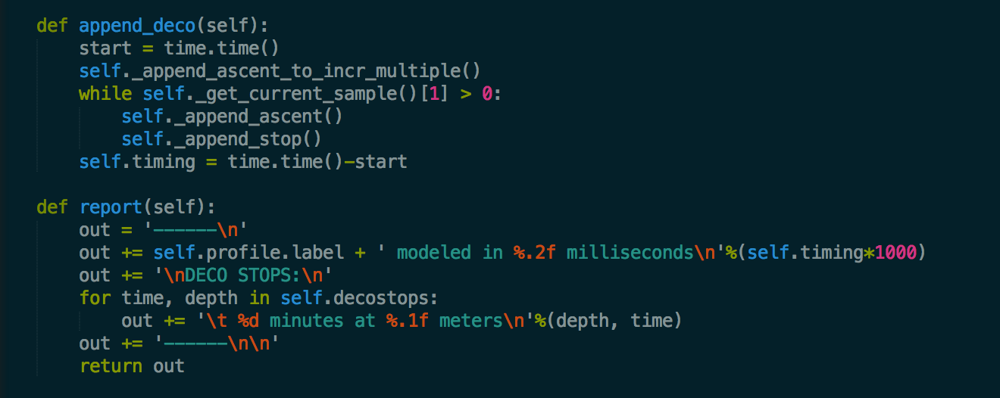 def append_deco(self):
    start = time.time()
    self._append_ascent_to_incr_multiple()
    while self._get_current_sample()[1] > 0:
        self._append_ascent()
        self._append_stop()
    self.timing = time.time()-start

def report(self):
    out = '------\n'
    out += self.profile.label + ' modeled in %.2f milliseconds\n'%(self.timing*1000)
    out += '\nDECO STOPS:\n'
    for time, depth in self.decostops:
        out += '\t %d minutes at %.1f meters\n'%(depth, time)
    out += '------\n\n'
    return out